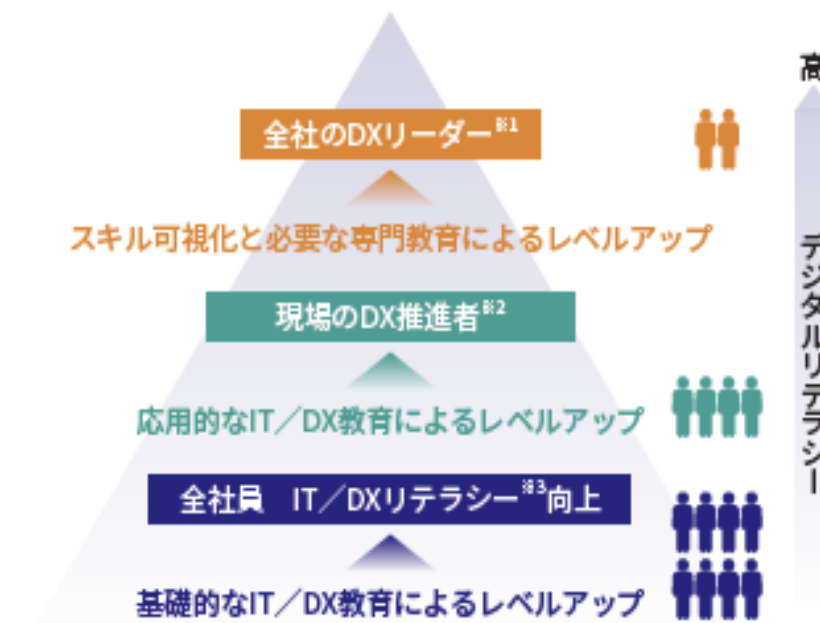 高
全社のDXリーダー※1
スキル可視化と必要な専門教育によるレベルアップ
現場のDX推進者※2
応用的なIT／DX教育によるレベルアップ
全社員　IT／DXリテラシー※3向上
基礎的なIT／DX教育によるレベルアップ
デジタルリテラシー